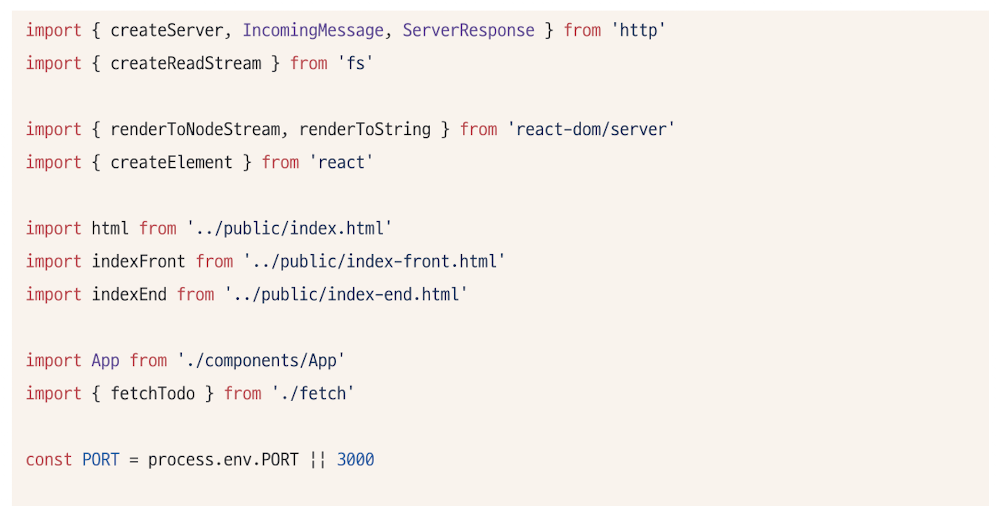 import { createServer, IncomingMessage, ServerResponse } from 'http'
import { createReadStream } from 'fs'
import { renderToNodeStream, renderToString } from 'react-dom/server'
import { createElement } from 'react'
import html from '../public/index.html'
import indexFront from '../public/index-front.html'
import indexEnd from '../public/index-end.html'
import App from './components/App'
import { fetchTodo } from './fetch'
const PORT = process.env.PORT || 3000